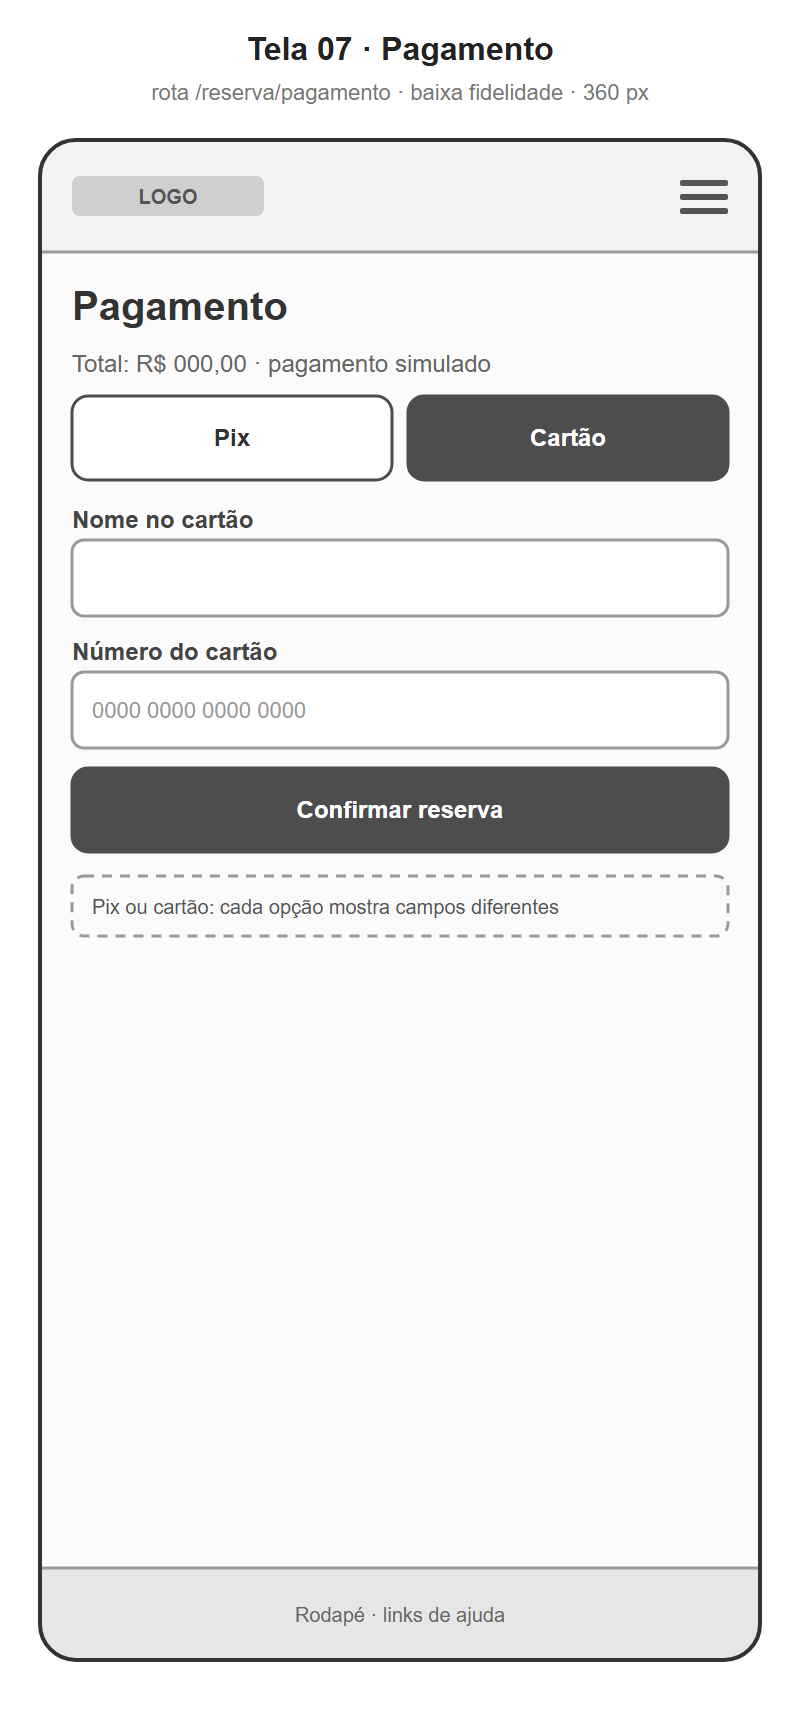 Tela 07 · Pagamento
rota /reserva/pagamento · baixa fidelidade · 360 px
LOGO
Pagamento
Total: R$ 000,00 · pagamento simulado
Pix
Cartão
Nome no cartão
Número do cartão
0000 0000 0000 0000
Confirmar reserva
Pix ou cartão: cada opção mostra campos diferentes
Rodapé · links de ajuda